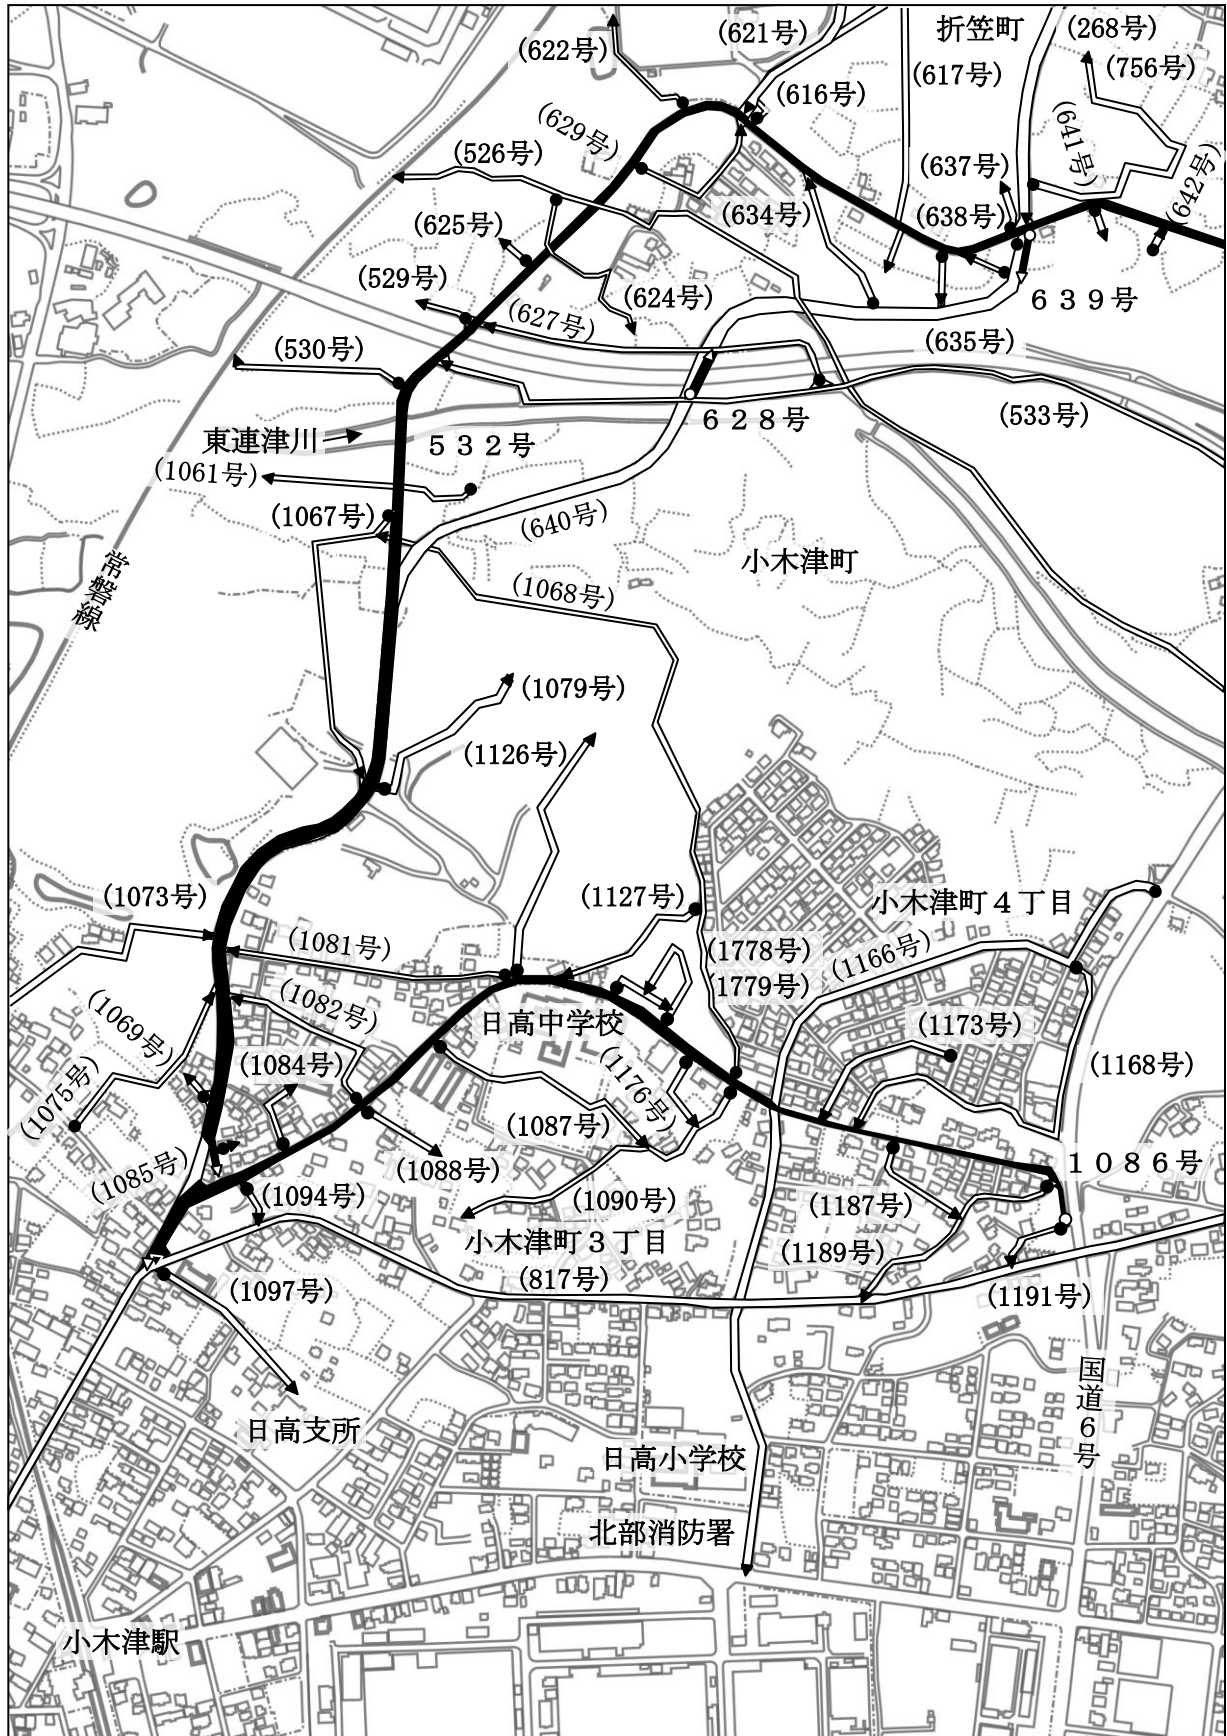 折笠町
(268号)
(621号)
(622号)
(756号)
(617号)
(616号)
(629号)
(641号)
(526号)
(637号)
(642号)
(634号)
(638号)
(625号)
(529号)
(624号)
６３９号
(627号)
(635号)
(530号)
６２８号
(533号)
東連津川
５３２号
(1061号)
(1067号)
(640号)
小木津町
常磐線
(1068号)
(1079号)
(1126号)
(1073号)
(1127号)
小木津町４丁目
(1081号)
(1778号)
(1166号)
(1779号)
(1082号)
日高中学校
(1069号)
(1173号)
(1084号)
(1168号)
(1075号)
(1176号)
(1087号)
(1085号)
(1088号)
１０８６号
(1094号)
(1090号)
(1187号)
小木津町３丁目
(1189号)
(817号)
(1097号)
(1191号)
国道６号
日高支所
日高小学校
北部消防署
小木津駅